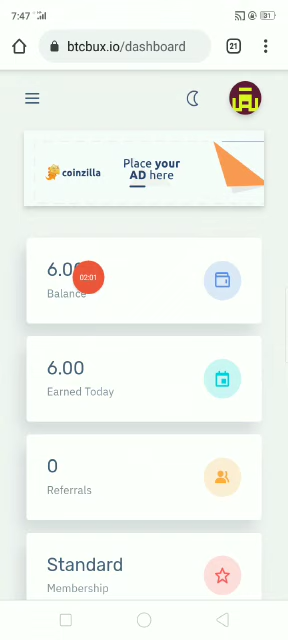 7:47
31
btcbux.io/dashboard
21
coinzilla
Place your
AD here
6.00
02:01
Balance
6.00
Earned Today
0
Referrals
Standard
Membership